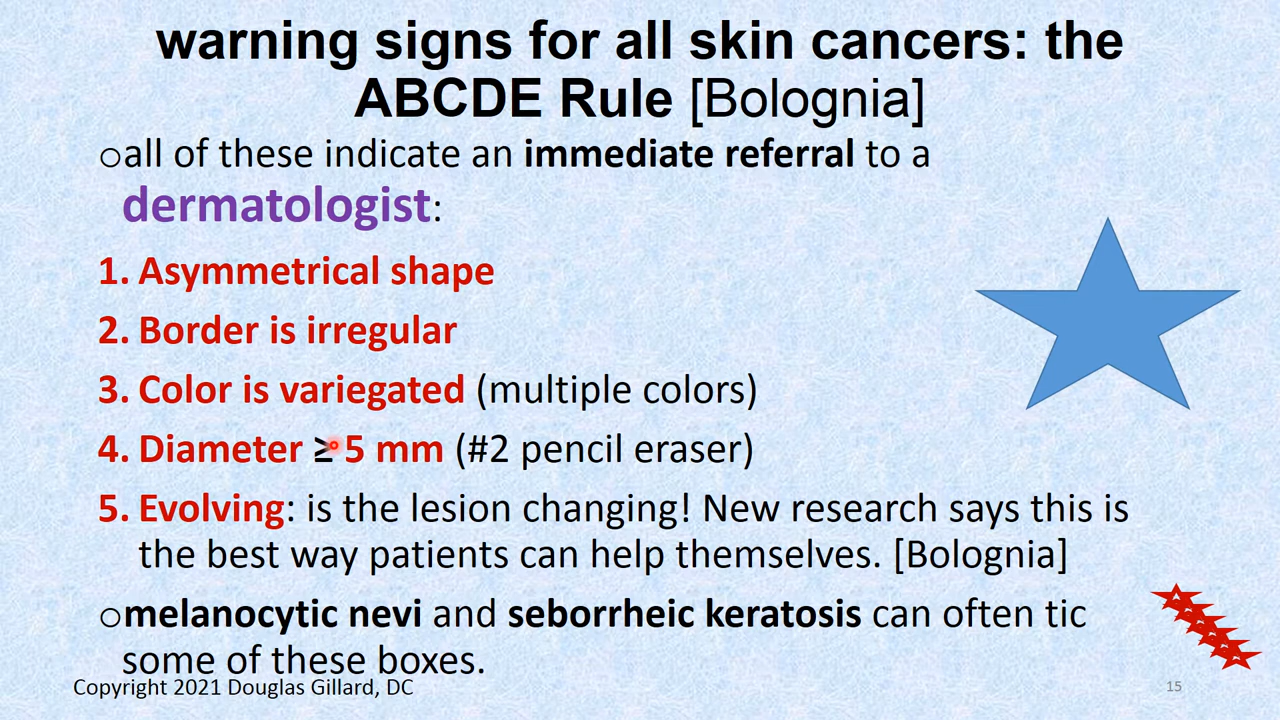 warning signs for all skin cancers: the
ABCDE Rule [Bolognia]
oall of these indicate an immediate referral to a
dermatologist:
1. Asymmetrical shape
2. Border is irregular
3. Color is variegated (multiple colors)
4. Diameter ≥ 5 mm (#2 pencil eraser)
5. Evolving: is the lesion changing! New research says this is
the best way patients can help themselves. [Bolognia]
omelanocytic nevi and seborrheic keratosis can often tic
some of these boxes.
Copyright 2021 Douglas Gillard, DC
15